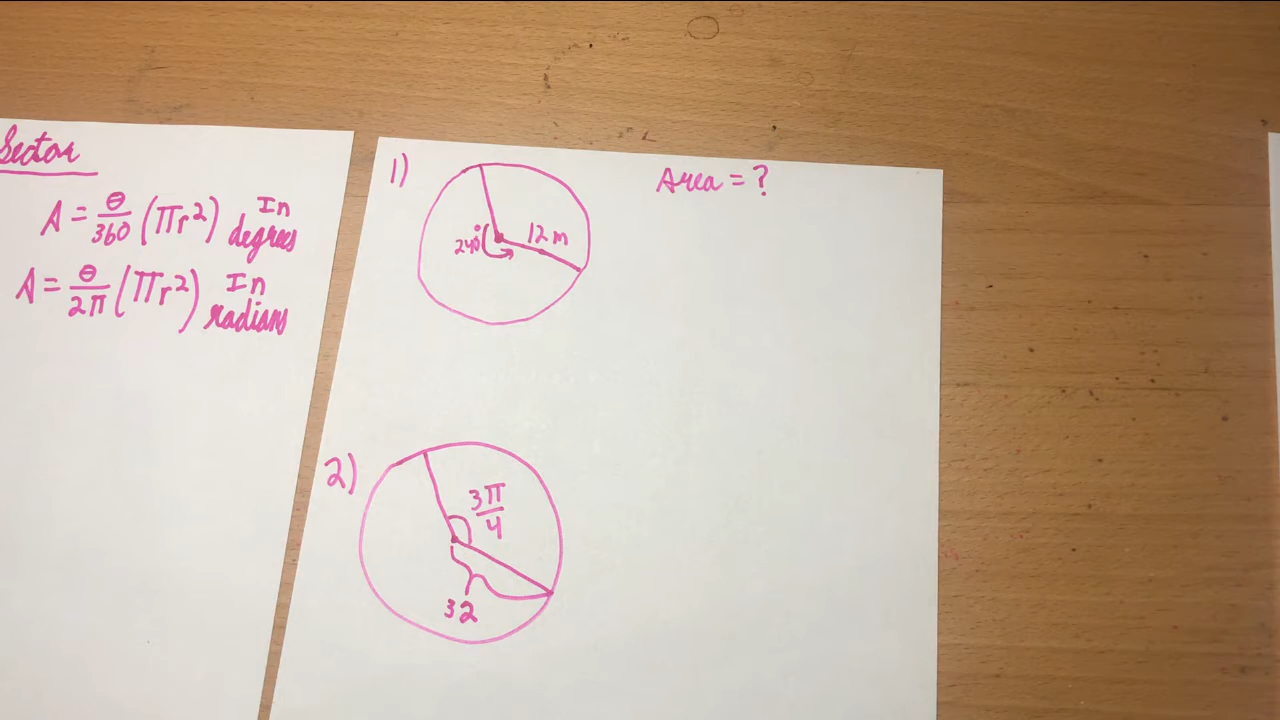 Sector
A = θ/360 (πr²) In degrees
A = θ/2π (πr²) In radians
1)
Area = ?
240°
12 m
2)
3π/4
32